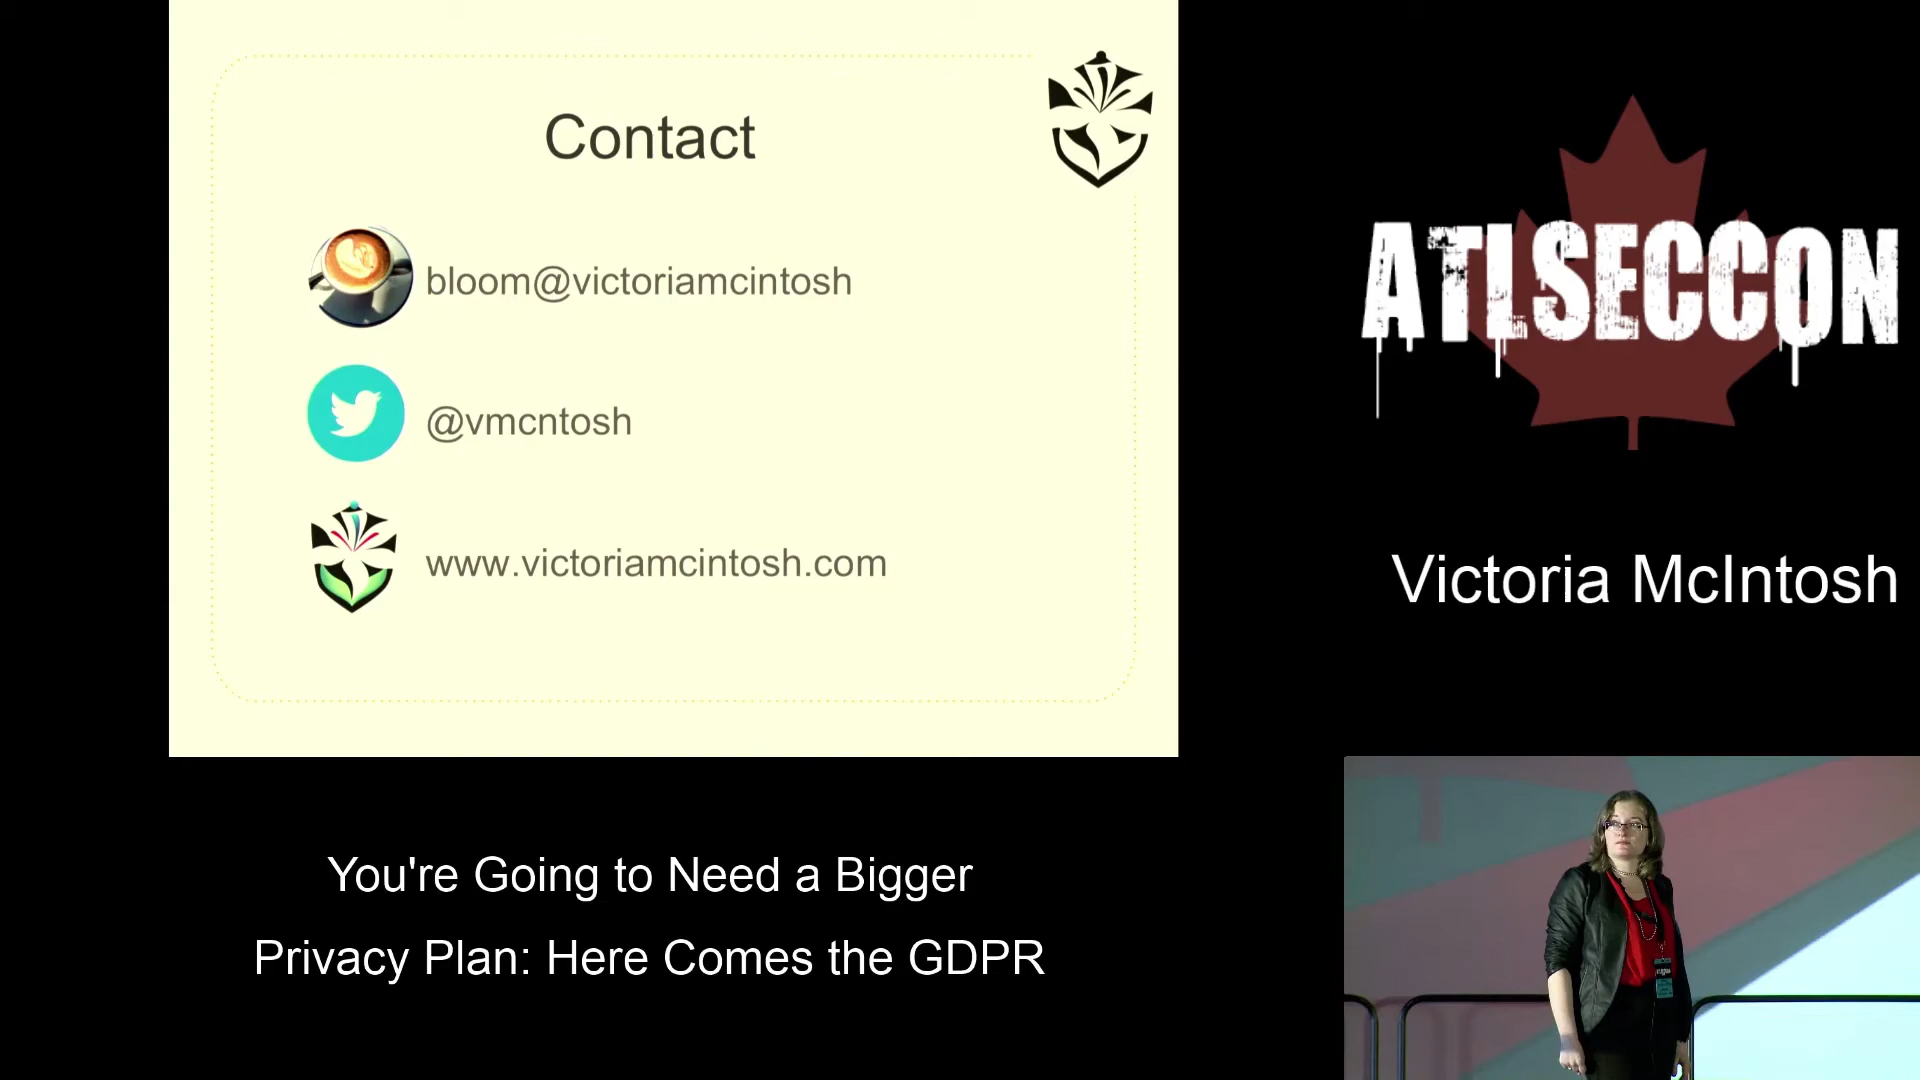 Contact
bloom@victoriamcintosh
@vmcntosh
www.victoriamcintosh.com
ATLSECCON
Victoria McIntosh
You're Going to Need a Bigger
Privacy Plan: Here Comes the GDPR